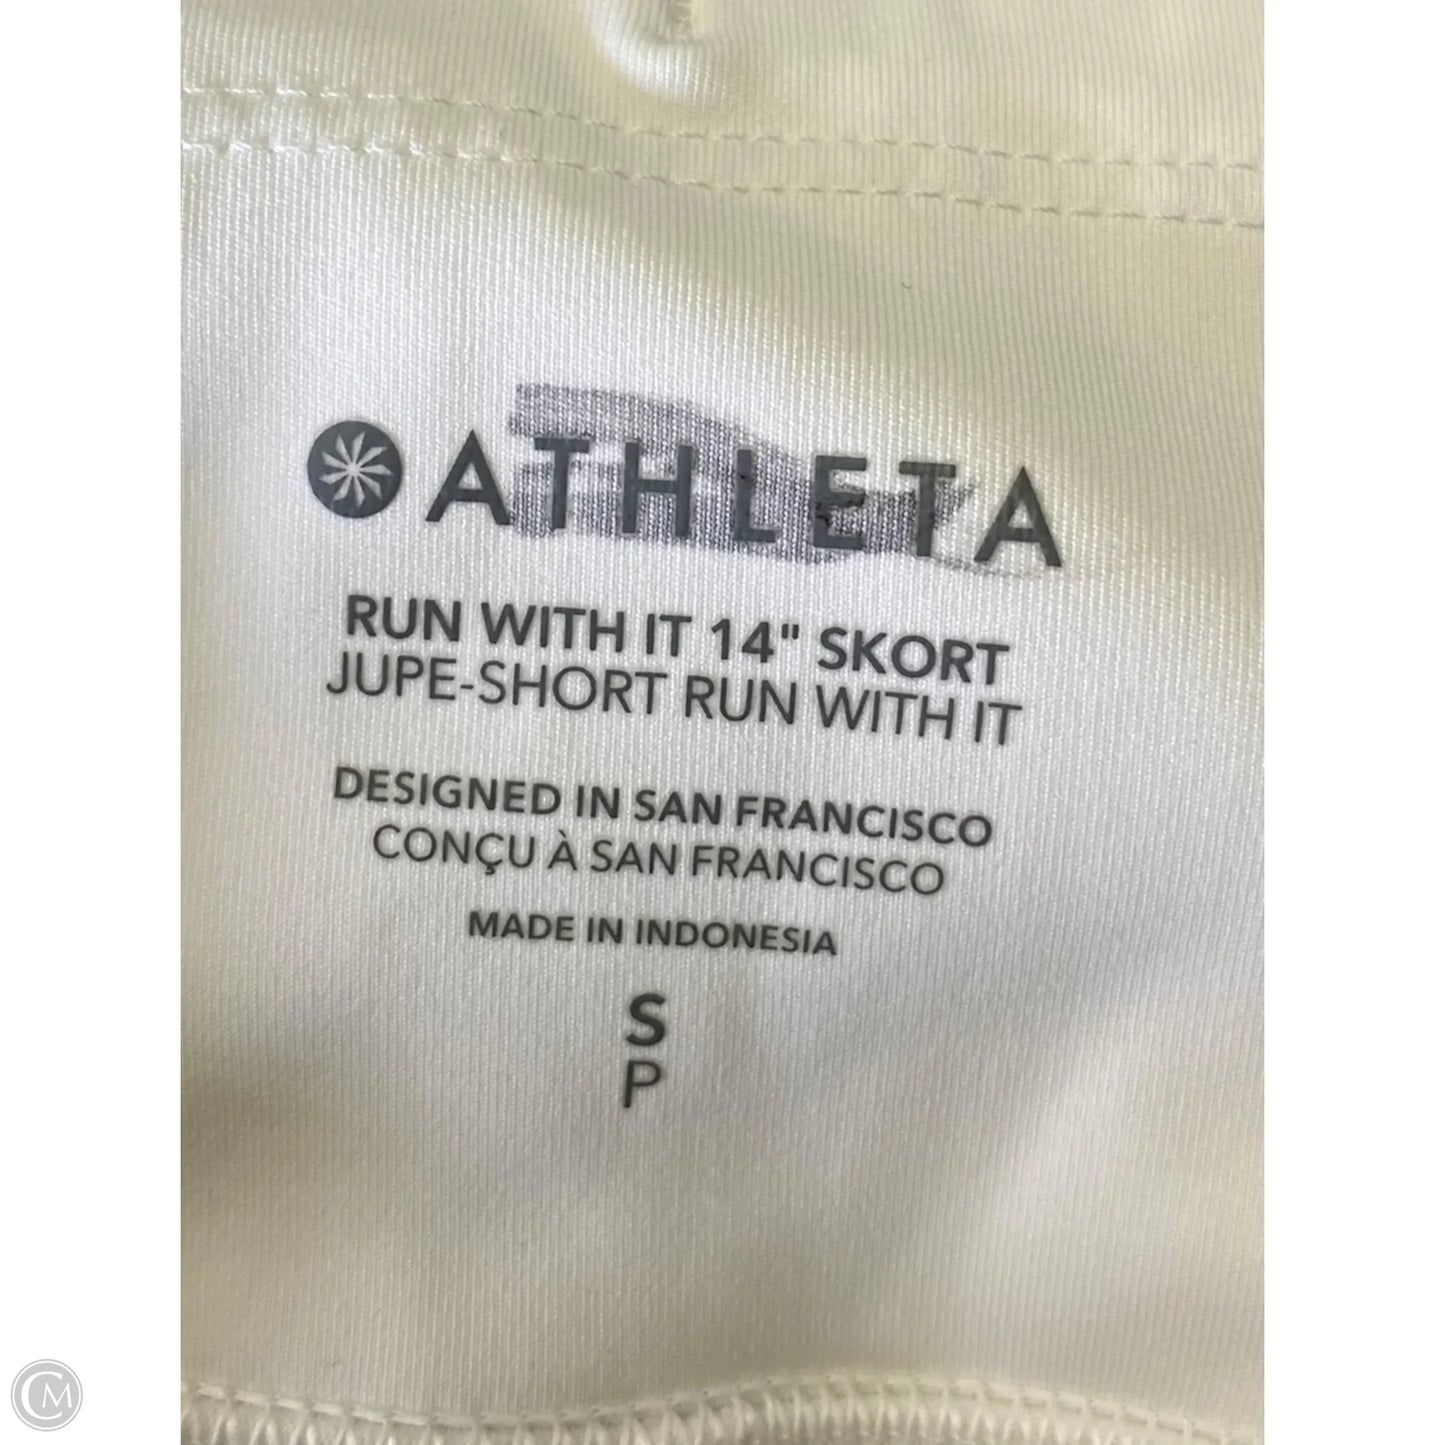 ATHLETA
RUN WITH IT 14" SKORT
JUPE-SHORT RUN WITH IT
DESIGNED IN SAN FRANCISCO
CONÇU À SAN FRANCISCO
MADE IN INDONESIA
S
P
CM